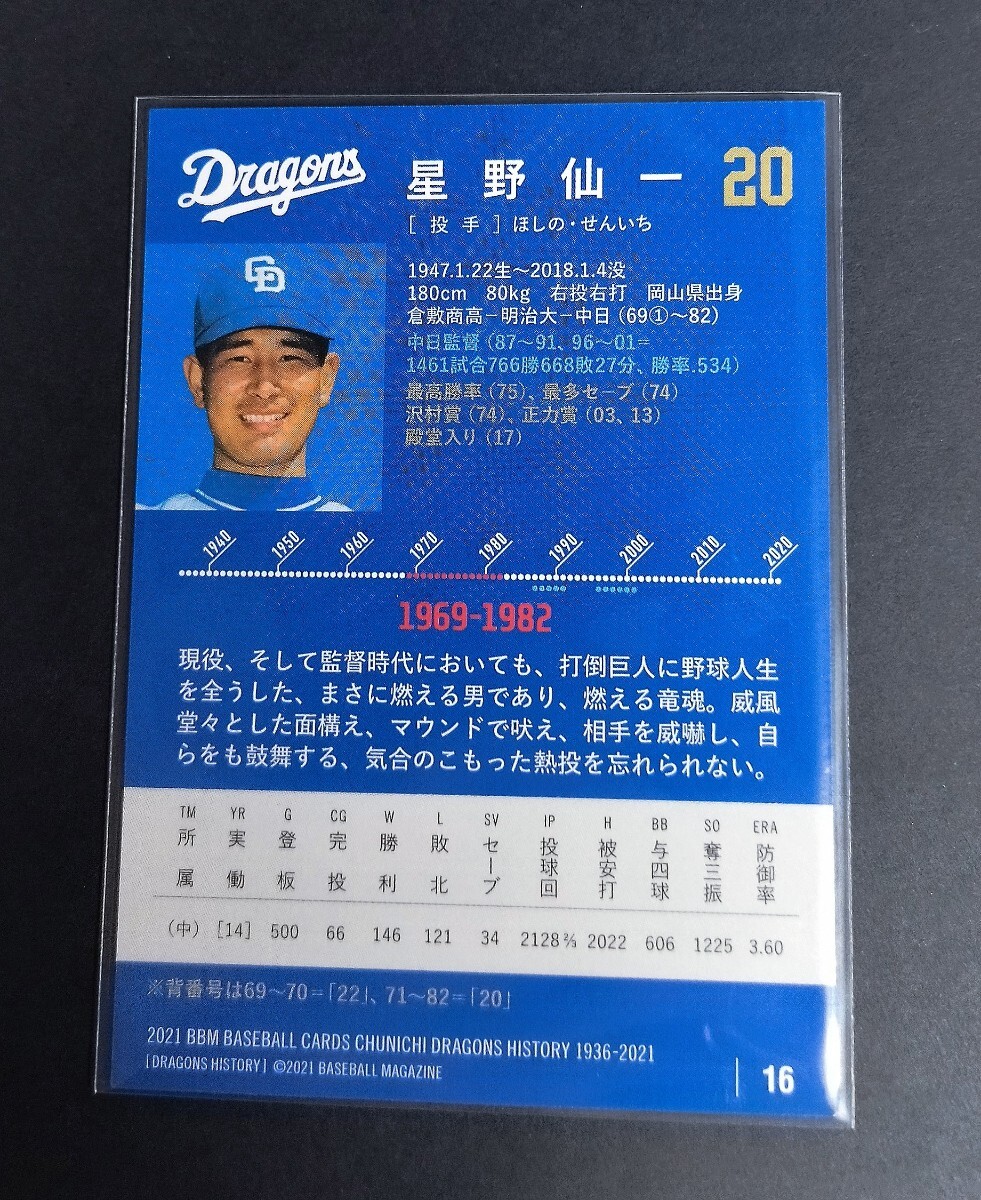 Dragons 星野仙一 20
[投手] ほしの・せんいち
CD
1947.1.22生～2018.1.4没
180cm 80kg 右投右打 岡山県出身
倉敷商高－明治大－中日 (69①～82)
中日監督 (87～91、96～01=
1461試合766勝668敗27分、勝率.534)
最高勝率 (75)、最多セーブ (74)
沢村賞 (74)、正力賞 (03、13)
殿堂入り (17)
1940 1950 1960 1970 1980 1990 2000 2010 2020
1969-1982
現役、そして監督時代においても、打倒巨人に野球人生
を全うした、まさに燃える男であり、燃える竜魂。威風
堂々とした面構え、マウンドで吠え、相手を威嚇し、自
らをも鼓舞する、気合のこもった熱投を忘れられない。
TM YR G CG W L SV IP H BB SO ERA
所属 実働 登板 完投 勝利 敗北 セーブ 投球回 被安打 与四球 奪三振 防御率
(中) [14] 500 66 146 121 34 2128⅔ 2022 606 1225 3.60
※背番号は69～70=「22」、71～82=「20」
2021 BBM BASEBALL CARDS CHUNICHI DRAGONS HISTORY 1936-2021
[DRAGONS HISTORY] ©2021 BASEBALL MAGAZINE
16